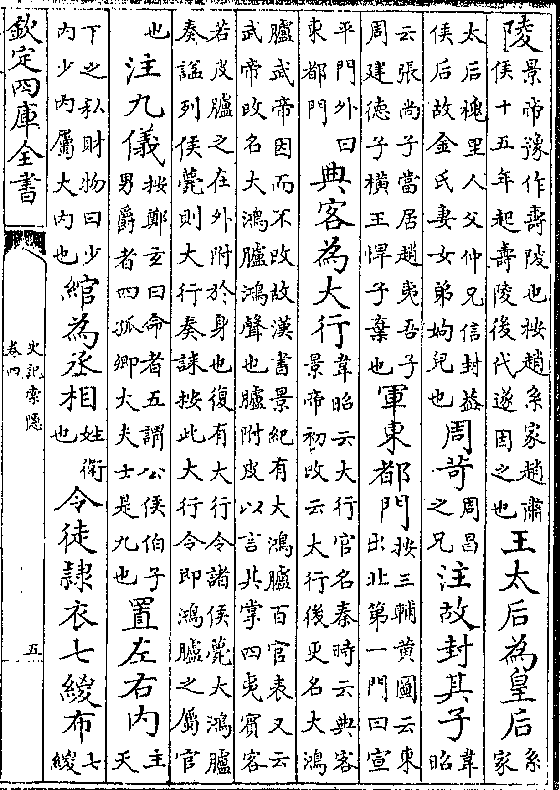 陵景帝豫作壽陵也按趙系家趙肅侯十五年起壽陵後代遂因之也王太后為皇后系家
太后槐里人父仲兄信封葢侯后故金氏妻女弟姁兒也周苛周昌之兄注故封其子韋昭
云張尚子當居趙夷吾子周建德子橫王悍子棄也軍東都門按三輔黃圖云東出北第一門曰宣
平門外曰東都門典客為大行韋昭云大行官名秦時云典客景帝初改云大行後更名大鴻
臚武帝因而不改故漢書景紀有大鴻臚百官表又云武帝改名大鴻臚鴻聲也臚附皮以言其掌四夷賔客
若皮臚之在外附於身也復有大行令諸侯薨大鴻臚奏諡列侯薨則大行奏誄按此大行令即鴻臚之屬官
也注九儀按鄭玄曰命者五謂公侯伯子男爵者四孤卿大夫士是九也置左右内主天
下之私財物曰少内少内屬大内也綰為丞相姓衛也令徒隷衣七緵布七緵
欽定四庫全書
史記索隱
卷四
五